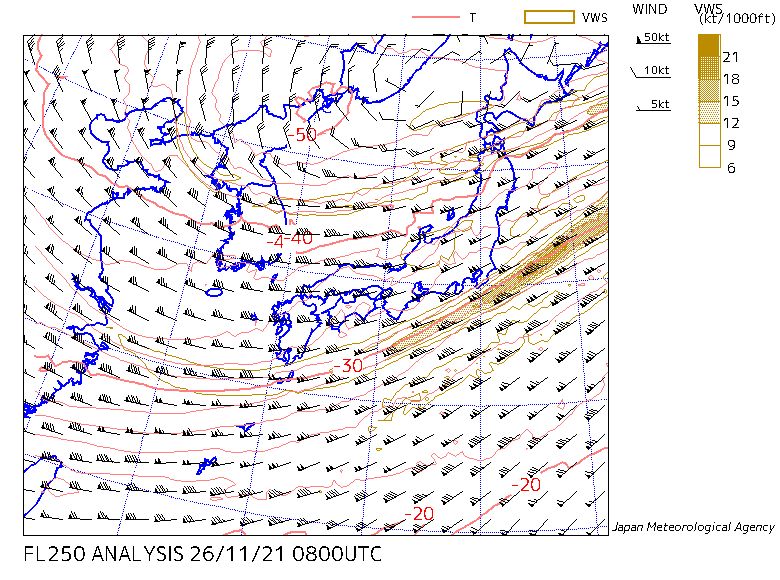 T
VWS
WIND
50kt
10kt
5kt
VWS
(kt/1000ft)
21
18
15
12
9
6
-50
-4-40
-30
-20
-20
Japan Meteorological Agency
FL250 ANALYSIS 26/11/21 0800UTC